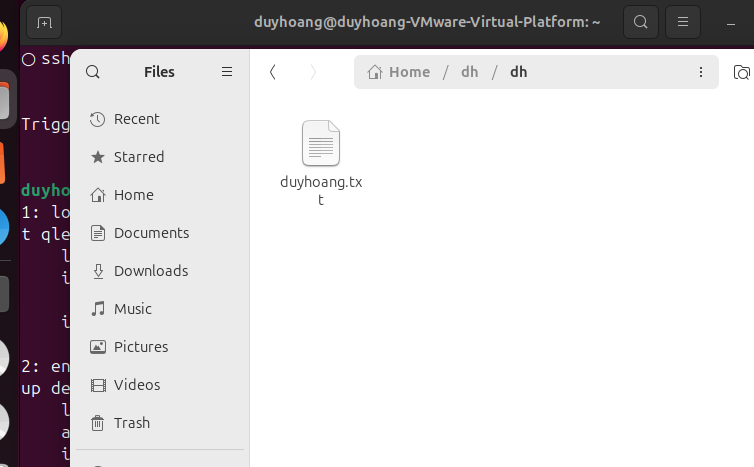 duyhoang@duyhoang-VMware-Virtual-Platform: ~
ssh
Files
Home / dh / dh
Trigg
Recent
Starred
duyho
Home
1: lo
t qle
Documents
l
Downloads
i
Music
i
Pictures
2: en
up de
Videos
l
Trash
a
i
duyhoang.tx
t